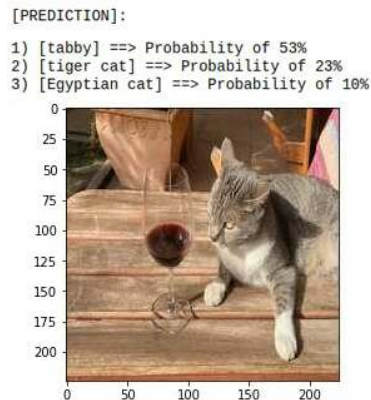 [PREDICTION]:
1) [tabby] ==> Probability of 53%
2) [tiger cat] ==> Probability of 23%
3) [Egyptian cat] ==> Probability of 10%
0
25
50
75
100
125
150
175
200
0 50 100 150 200